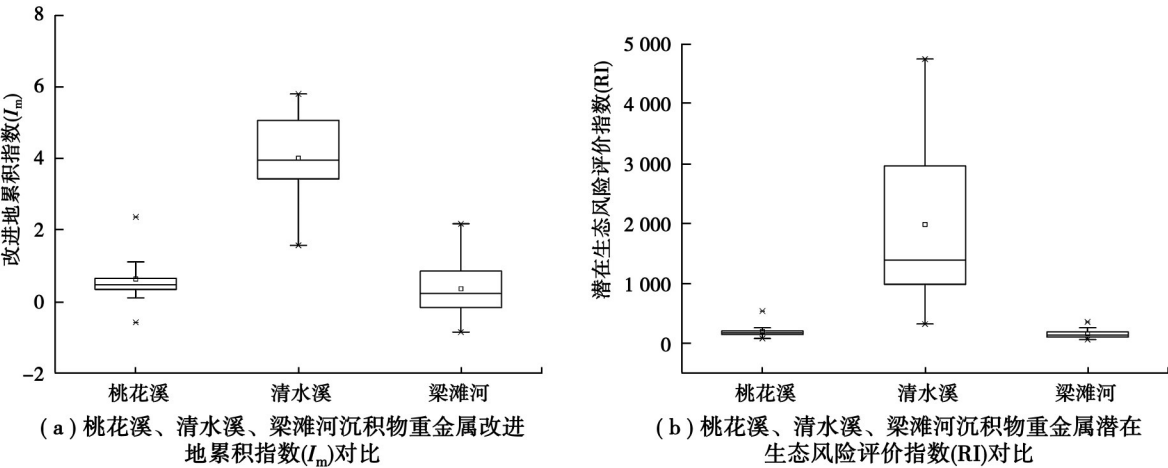 8
6
4
2
0
−2
改进地累积指数(Im)
桃花溪 清水溪 梁滩河
(a)桃花溪、清水溪、梁滩河沉积物重金属改进
地累积指数(Im)对比
5 000
4 000
3 000
2 000
1 000
0
潜在生态风险评价指数(RI)
桃花溪 清水溪 梁滩河
(b)桃花溪、清水溪、梁滩河沉积物重金属潜在
生态风险评价指数(RI)对比